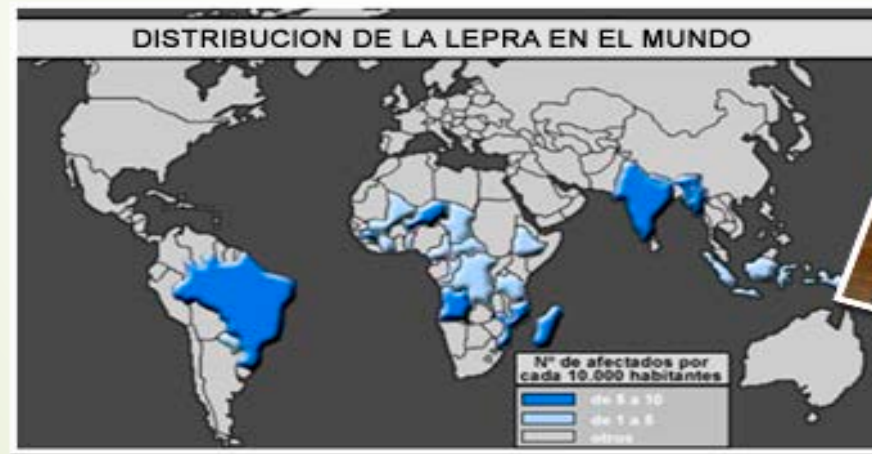 DISTRIBUCION DE LA LEPRA EN EL MUNDO
Nº de afectados por
cada 10.000 habitantes
de 5 a 10
de 1 a 5
otros